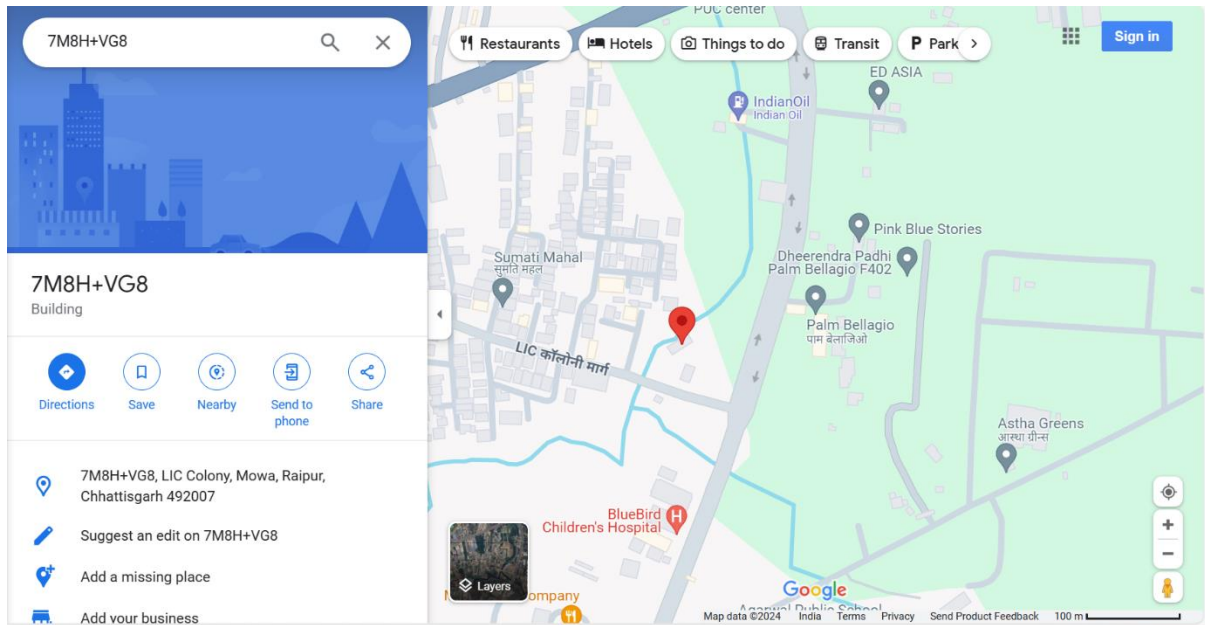 7M8H+VG8
7M8H+VG8
Building
Directions
Save
Nearby
Send to
phone
Share
7M8H+VG8, LIC Colony, Mowa, Raipur,
Chhattisgarh 492007
Suggest an edit on 7M8H+VG8
Add a missing place
Add your business
PUC center
Restaurants
Hotels
Things to do
Transit
P Park
Sign in
ED ASIA
IndianOil
Indian Oil
Pink Blue Stories
Sumati Mahal
सुमति महल
Dheerendra Padhi
Palm Bellagio F402
Palm Bellagio
पाम बेलाजिओ
LIC कॉलोनी मार्ग
Astha Greens
आस्था ग्रीन्स
BlueBird
Children's Hospital
H
Layers
ompany
Google
Agarwal Public School
Map data ©2024 India Terms Privacy Send Product Feedback 100 m